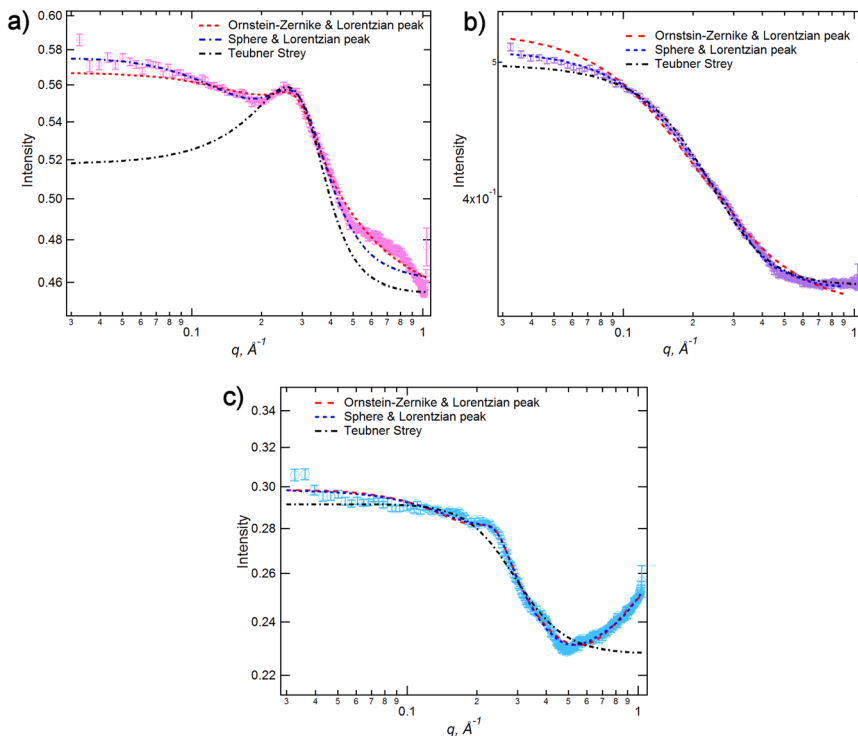 a)
Ornstein-Zernike & Lorentzian peak
Sphere & Lorentzian peak
Teubner Strey
0.60
0.58
0.56
0.54
0.52
0.50
0.48
0.46
Intensity
3 4 5 6 7 8 9 0.1 2 3 4 5 6 7 8 9 1
q, Å⁻¹
b)
Ornstsin-Zernike & Lorentzian peak
Sphere & Lorentzian peak
Teubner Strey
5
4x10⁻¹
Intensity
3 4 5 6 7 8 9 0.1 2 3 4 5 6 7 8 9 1
q, Å⁻¹
c)
Ornstein-Zernike & Lorentzian peak
Sphere & Lorentzian peak
Teubner Strey
0.34
0.32
0.30
0.28
0.26
0.24
0.22
Intensity
3 4 5 6 7 8 9 0.1 2 3 4 5 6 7 8 9 1
q, Å⁻¹